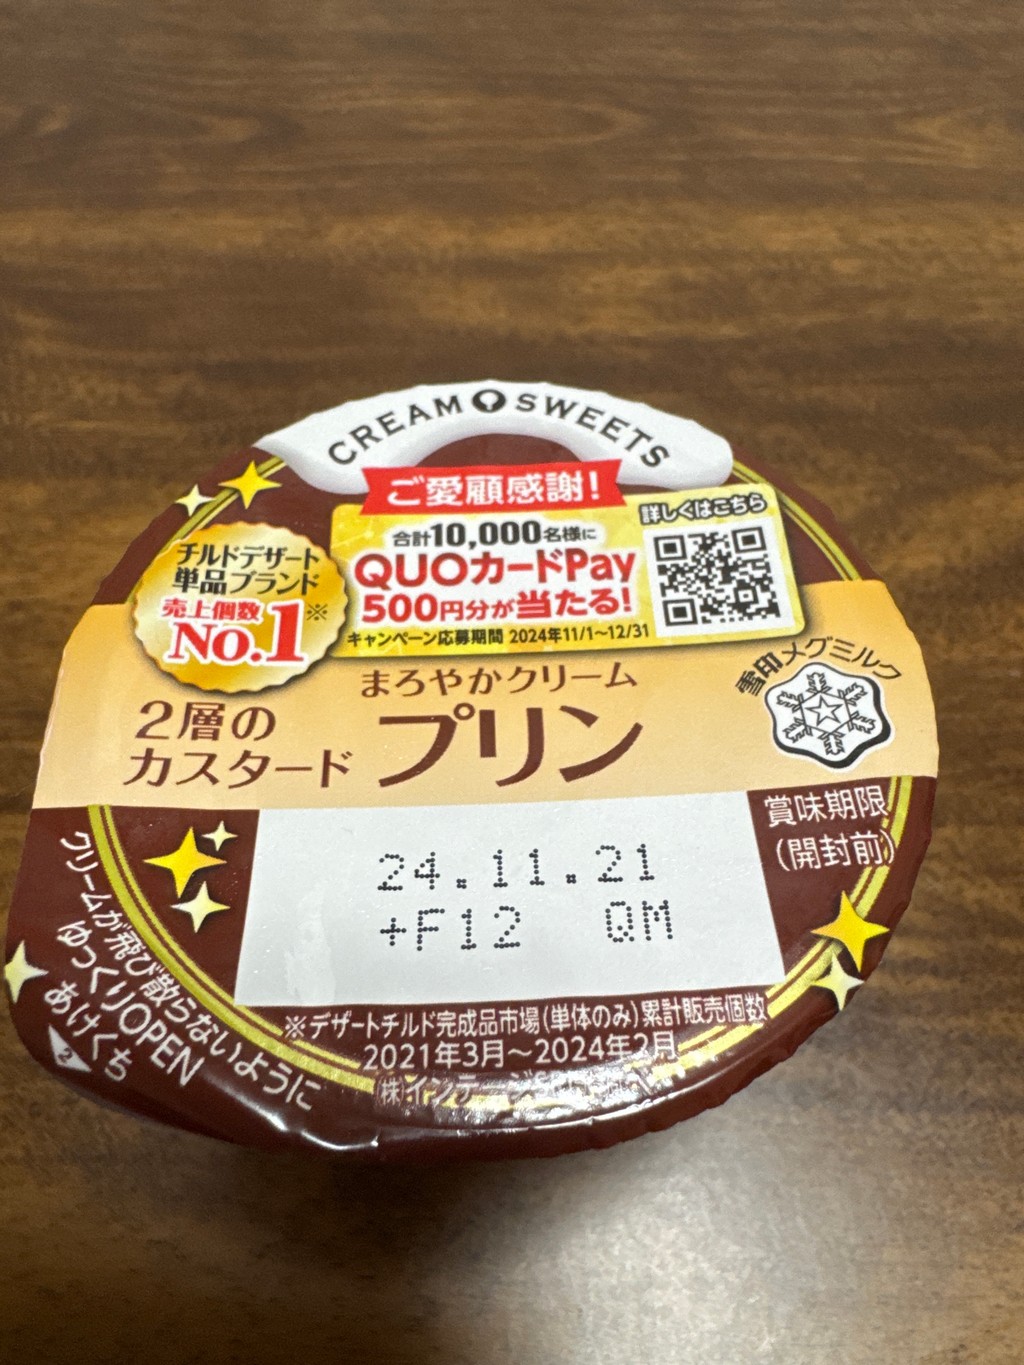 CREAM SWEETS
ご愛顧感謝!
詳しくはこちら
合計10,000名様に
QUOカードPay
500円分が当たる!
キャンペーン応募期間 2024年11/1〜12/31
チルドデザート
単品ブランド
売上個数
No.1※
雪印メグミルク
まろやかクリーム
2層の
カスタード
プリン
賞味期限
(開封前)
24.11.21
+F12 QM
クリームが飛び散らないように
ゆっくりOPEN
あけくち
2
※デザートチルド完成品市場(単体のみ)累計販売個数
2021年3月〜2024年2月
(株)インテージ